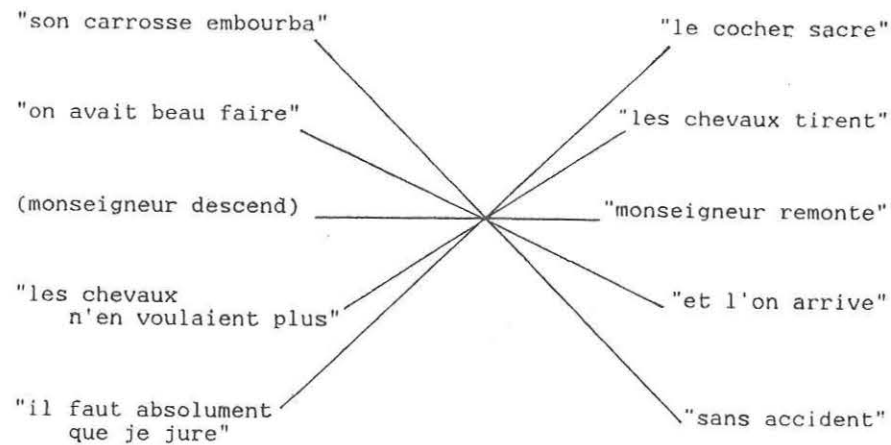 "son carrosse embourba"
"le cocher sacre"
"on avait beau faire"
"les chevaux tirent"
(monseigneur descend)
"monseigneur remonte"
"les chevaux
n'en voulaient plus"
"et l'on arrive"
"il faut absolument
que je jure"
"sans accident"